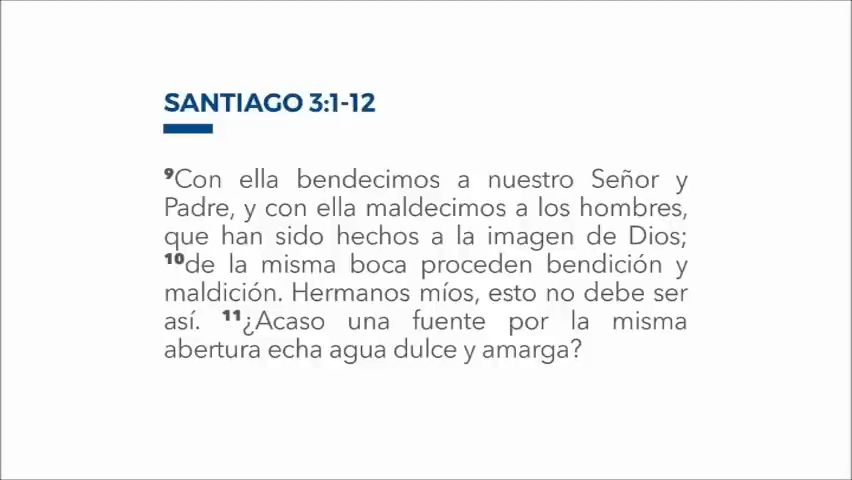 SANTIAGO 3:1-12
⁹Con ella bendecimos a nuestro Señor y
Padre, y con ella maldecimos a los hombres,
que han sido hechos a la imagen de Dios;
¹⁰de la misma boca proceden bendición y
maldición. Hermanos míos, esto no debe ser
así. ¹¹¿Acaso una fuente por la misma
abertura echa agua dulce y amarga?